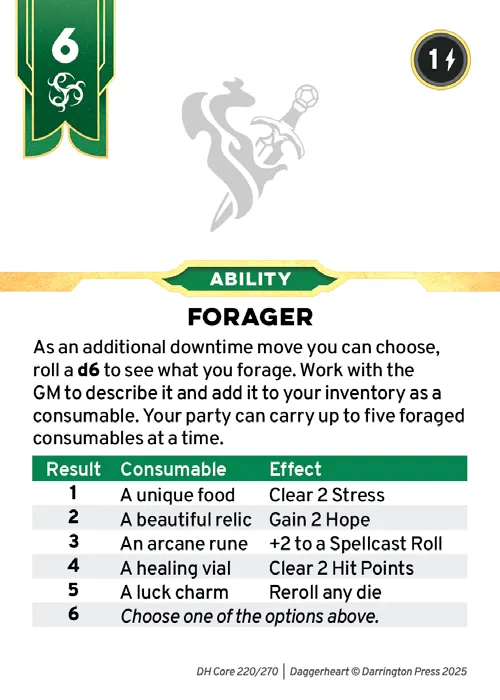 6
1
ABILITY
FORAGER
As an additional downtime move you can choose,
roll a d6 to see what you forage. Work with the
GM to describe it and add it to your inventory as a
consumable. Your party can carry up to five foraged
consumables at a time.
Result Consumable Effect
1 A unique food Clear 2 Stress
2 A beautiful relic Gain 2 Hope
3 An arcane rune +2 to a Spellcast Roll
4 A healing vial Clear 2 Hit Points
5 A luck charm Reroll any die
6 Choose one of the options above.
DH Core 220/270 | Daggerheart © Darrington Press 2025